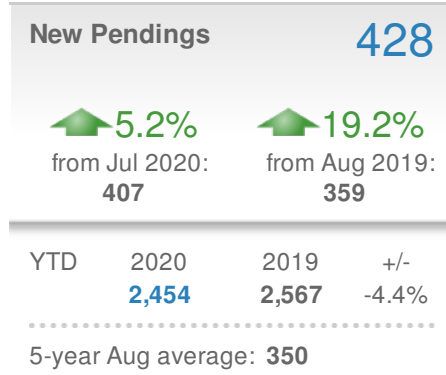 New Pendings 428
5.2% 19.2%
from Jul 2020: from Aug 2019:
407 359
YTD 2020 2019 +/-
2,454 2,567 -4.4%
5-year Aug average: 350